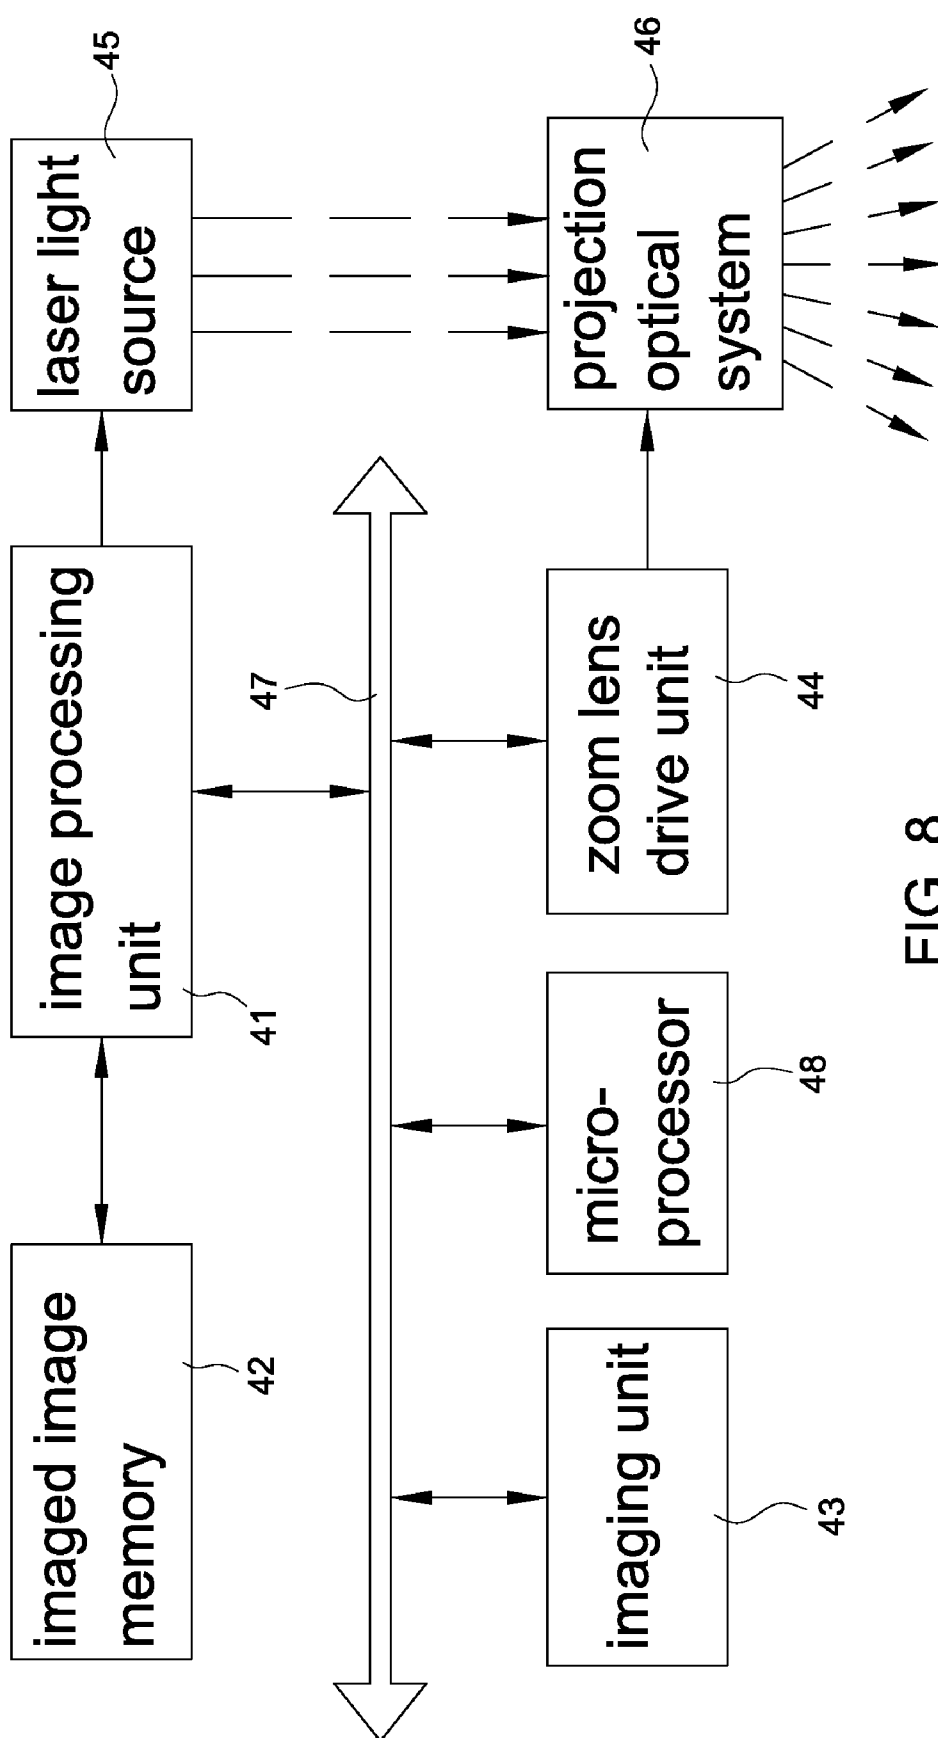 imaged image
memory
42
image processing
unit
41
laser light
source
45
47
imaging unit
43
micro-
processor
48
zoom lens
drive unit
44
projection
optical
system
46
FIG. 8